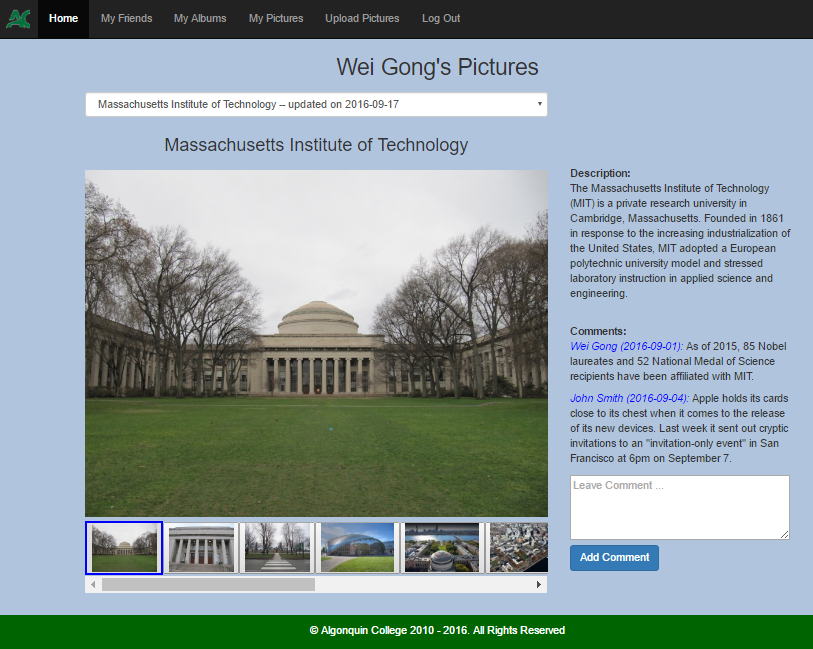 AC
Home My Friends My Albums My Pictures Upload Pictures Log Out
Wei Gong's Pictures
Massachusetts Institute of Technology -- updated on 2016-09-17
Massachusetts Institute of Technology
Description:
The Massachusetts Institute of Technology
(MIT) is a private research university in
Cambridge, Massachusetts. Founded in 1861
in response to the increasing industrialization of
the United States, MIT adopted a European
polytechnic university model and stressed
laboratory instruction in applied science and
engineering.
Comments:
Wei Gong (2016-09-01): As of 2015, 85 Nobel
laureates and 52 National Medal of Science
recipients have been affiliated with MIT.
John Smith (2016-09-04): Apple holds its cards
close to its chest when it comes to the release
of its new devices. Last week it sent out cryptic
invitations to an "invitation-only event" in San
Francisco at 6pm on September 7.
Leave Comment ...
Add Comment
© Algonquin College 2010 - 2016. All Rights Reserved